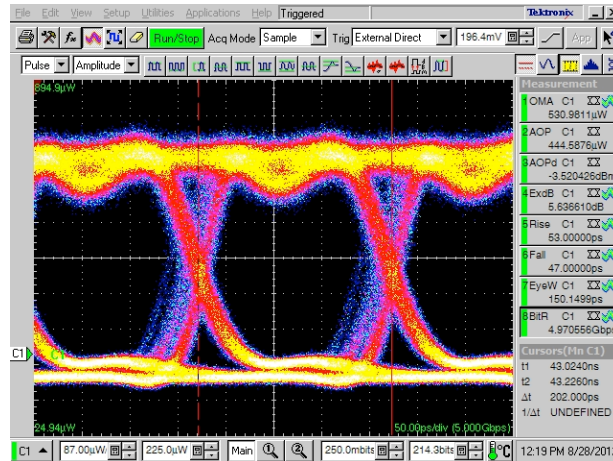 File Edit View Setup Utilities Applications Help Triggered Tektronix
Run/Stop Acq Mode Sample Trig External Direct 196.4mV App
Pulse Amplitude
894.9µW
C1
C1
24.94µW
50.00ps/div (5.000Gbps)
Measurement
1 OMA C1
530.9811µW
2 AOP C1
444.5876µW
3 AOPd C1
-3.520426dBm
4 ExdB C1
5.636610dB
5 Rise C1
53.00000ps
6 Fall C1
47.00000ps
7 EyeW C1
150.1499ps
8 BitR C1
4.970556Gbps
Cursors(Mn C1)
t1 43.0240ns
t2 43.2260ns
Δt 202.000ps
1/Δt UNDEFINED
C1 87.00µW/ 225.0µW Main 1 2 250.0mbits 214.3bits °C 12:19 PM 8/28/201